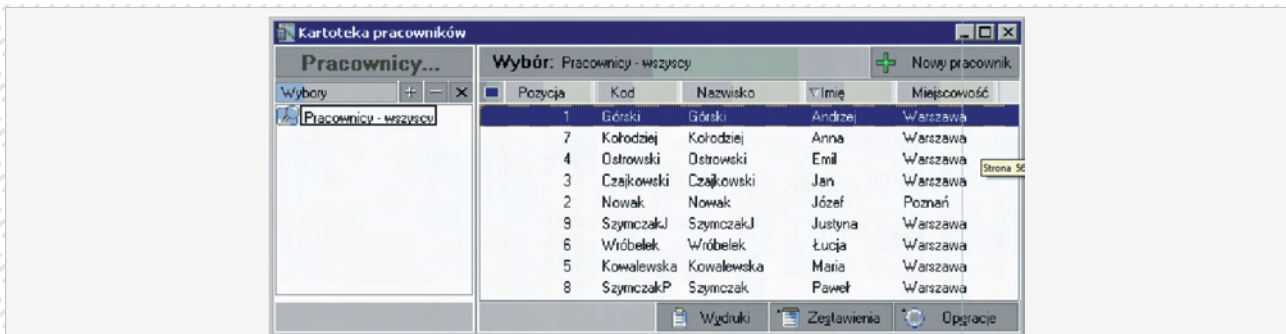 Kartoteka pracowników
Pracownicy...
Wybór: Pracownicy - wszyscy
Nowy pracownik
Wybory
Pozycja Kod Nazwisko Imię Miejscowość
Pracownicy - wszyscy
1 Górski Górski Andrzej Warszawa
7 Kołodziej Kołodziej Anna Warszawa
4 Ostrowski Ostrowski Emil Warszawa
Strona 56
3 Czajkowski Czajkowski Jan Warszawa
2 Nowak Nowak Józef Poznań
9 SzymczakJ SzymczakJ Justyna Warszawa
6 Wróbelek Wróbelek Łucja Warszawa
5 Kowalewska Kowalewska Maria Warszawa
8 SzymczakP Szymczak Paweł Warszawa
Wydruki Zestawienia Operacje